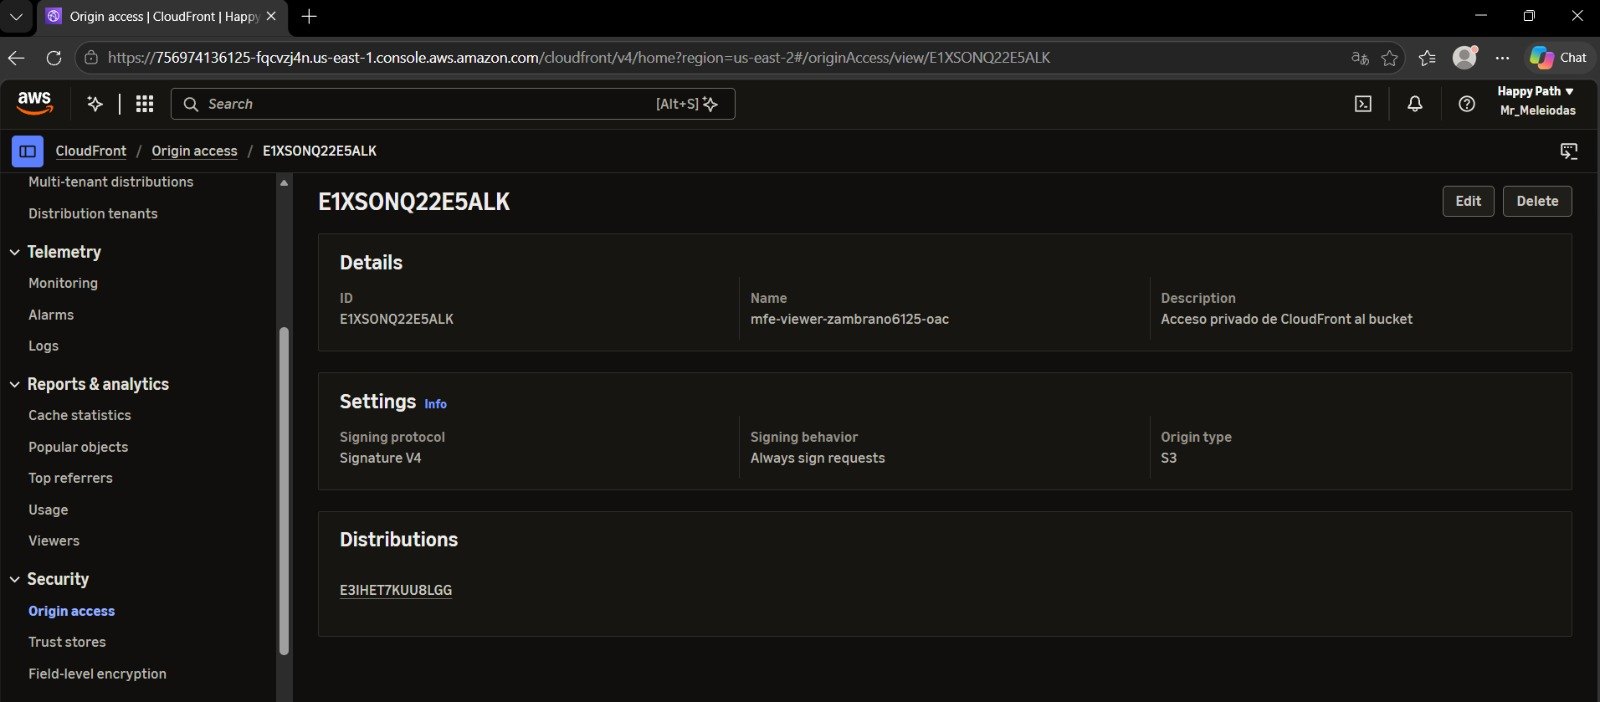 Origin access | CloudFront | Happy
https://756974136125-fqcvzj4n.us-east-1.console.aws.amazon.com/cloudfront/v4/home?region=us-east-2#/originAccess/view/E1XSONQ22E5ALK
Chat
aws
Search
[Alt+S]
Happy Path
Mr_Meleiodas
CloudFront / Origin access / E1XSONQ22E5ALK
Multi-tenant distributions
Distribution tenants
Telemetry
Monitoring
Alarms
Logs
Reports & analytics
Cache statistics
Popular objects
Top referrers
Usage
Viewers
Security
Origin access
Trust stores
Field-level encryption
E1XSONQ22E5ALK
Edit
Delete
Details
ID
E1XSONQ22E5ALK
Name
mfe-viewer-zambrano6125-oac
Description
Acceso privado de CloudFront al bucket
Settings Info
Signing protocol
Signature V4
Signing behavior
Always sign requests
Origin type
S3
Distributions
E3IHET7KUU8LGG